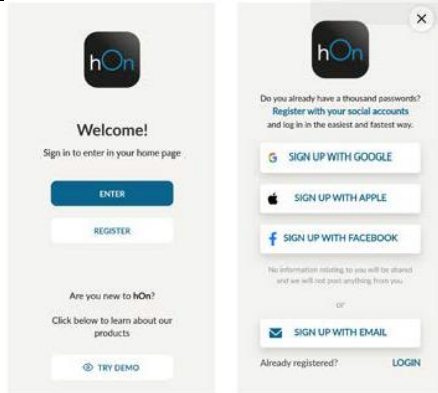 hOn
Welcome!
Sign in to enter in your home page
ENTER
REGISTER
Are you new to hOn?
Click below to learn about our
products
TRY DEMO
hOn
Do you already have a thousand passwords?
Register with your social accounts
and log in in the easiest and fastest way.
SIGN UP WITH GOOGLE
SIGN UP WITH APPLE
SIGN UP WITH FACEBOOK
No information relating to you will be shared
and we will not post anything from you
or
SIGN UP WITH EMAIL
Already registered? LOGIN